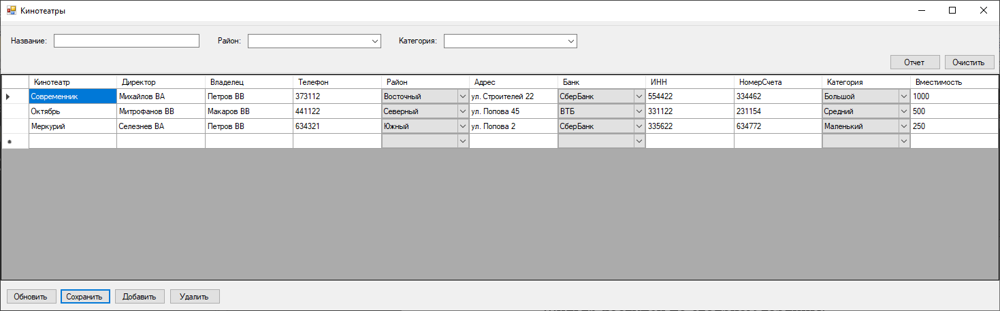 Кинотеатры
Название: Район: Категория:
Отчет Очистить
Кинотеатр Директор Владелец Телефон Район Адрес Банк ИНН НомерСчета Категория Вместимость
Современник Михайлов ВА Петров ВВ 373112 Восточный ул. Строителей 22 СберБанк 554422 334462 Большой 1000
Октябрь Митрофанов ВВ Макаров ВВ 441122 Северный ул. Попова 45 ВТБ 331122 231154 Средний 500
Меркурий Селезнев ВА Петров ВВ 634321 Южный ул. Попова 2 СберБанк 335622 634772 Маленький 250
Обновить Сохранить Добавить Удалить